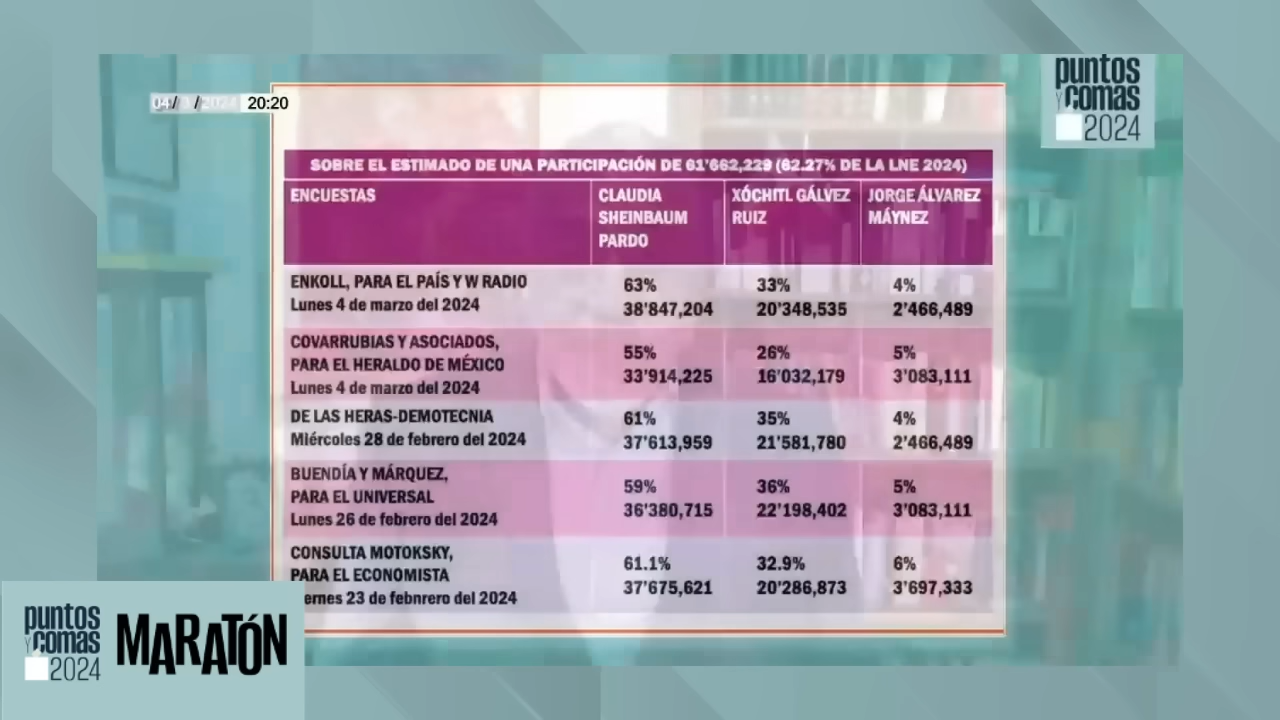 puntos
Y comas
2024
04/ / 2024 20:20
SOBRE EL ESTIMADO DE UNA PARTICIPACIÓN DE 61'662,229 (62.27% DE LA LNE 2024)
ENCUESTAS
CLAUDIA
SHEINBAUM
PARDO
XÓCHITL GÁLVEZ
RUIZ
JORGE ÁLVAREZ
MÁYNEZ
ENKOLL, PARA EL PAÍS Y W RADIO
Lunes 4 de marzo del 2024
63%
38'847,204
33%
20'348,535
4%
2'466,489
COVARRUBIAS Y ASOCIADOS,
PARA EL HERALDO DE MÉXICO
Lunes 4 de marzo del 2024
55%
33'914,225
26%
16'032,179
5%
3'083,111
DE LAS HERAS-DEMOTECNIA
Miércoles 28 de febrero del 2024
61%
37'613,959
35%
21'581,780
4%
2'466,489
BUENDÍA Y MÁRQUEZ,
PARA EL UNIVERSAL
Lunes 26 de febrero del 2024
59%
36'380,715
36%
22'198,402
5%
3'083,111
CONSULTA MOTOKSKY,
PARA EL ECONOMISTA
ernes 23 de febnrero del 2024
61.1%
37'675,621
32.9%
20'286,873
6%
3'697,333
puntos
Y comas
2024
MARATÓN